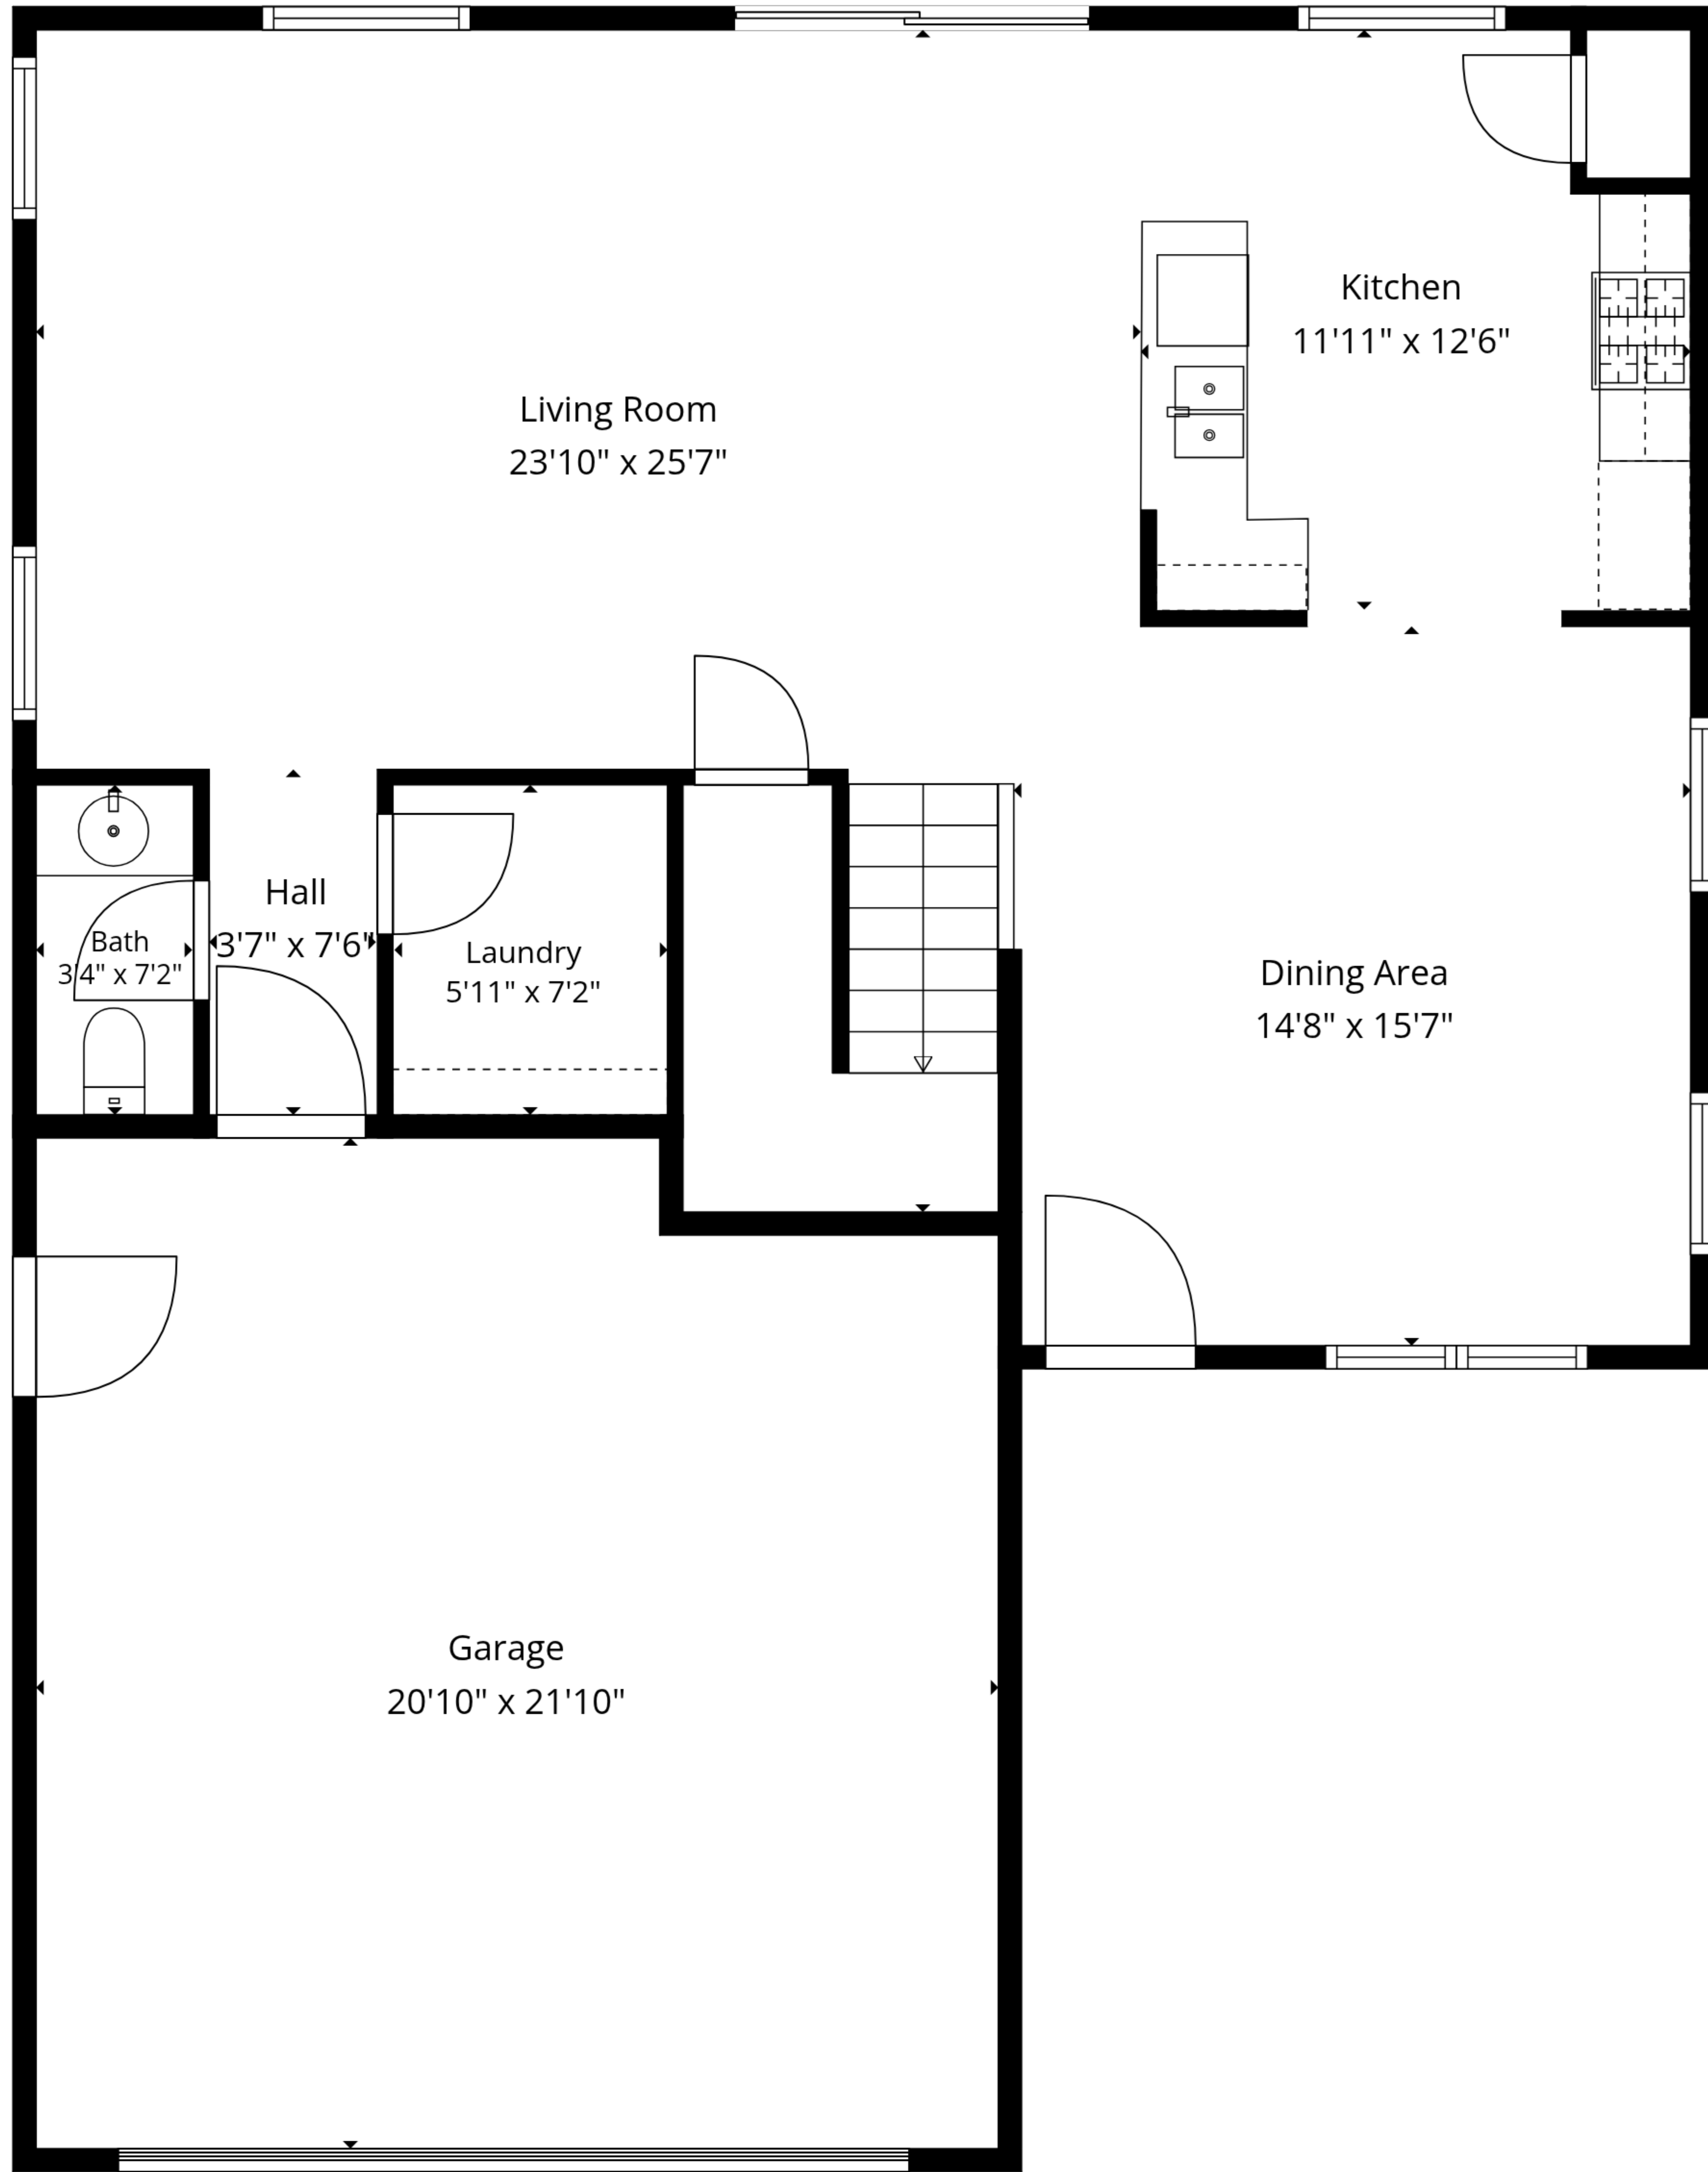 Kitchen
11'11" x 12'6"
Living Room
23'10" x 25'7"
Hall
3'7" x 7'6"
Bath
3'4" x 7'2"
Laundry
5'11" x 7'2"
Dining Area
14'8" x 15'7"
Garage
20'10" x 21'10"